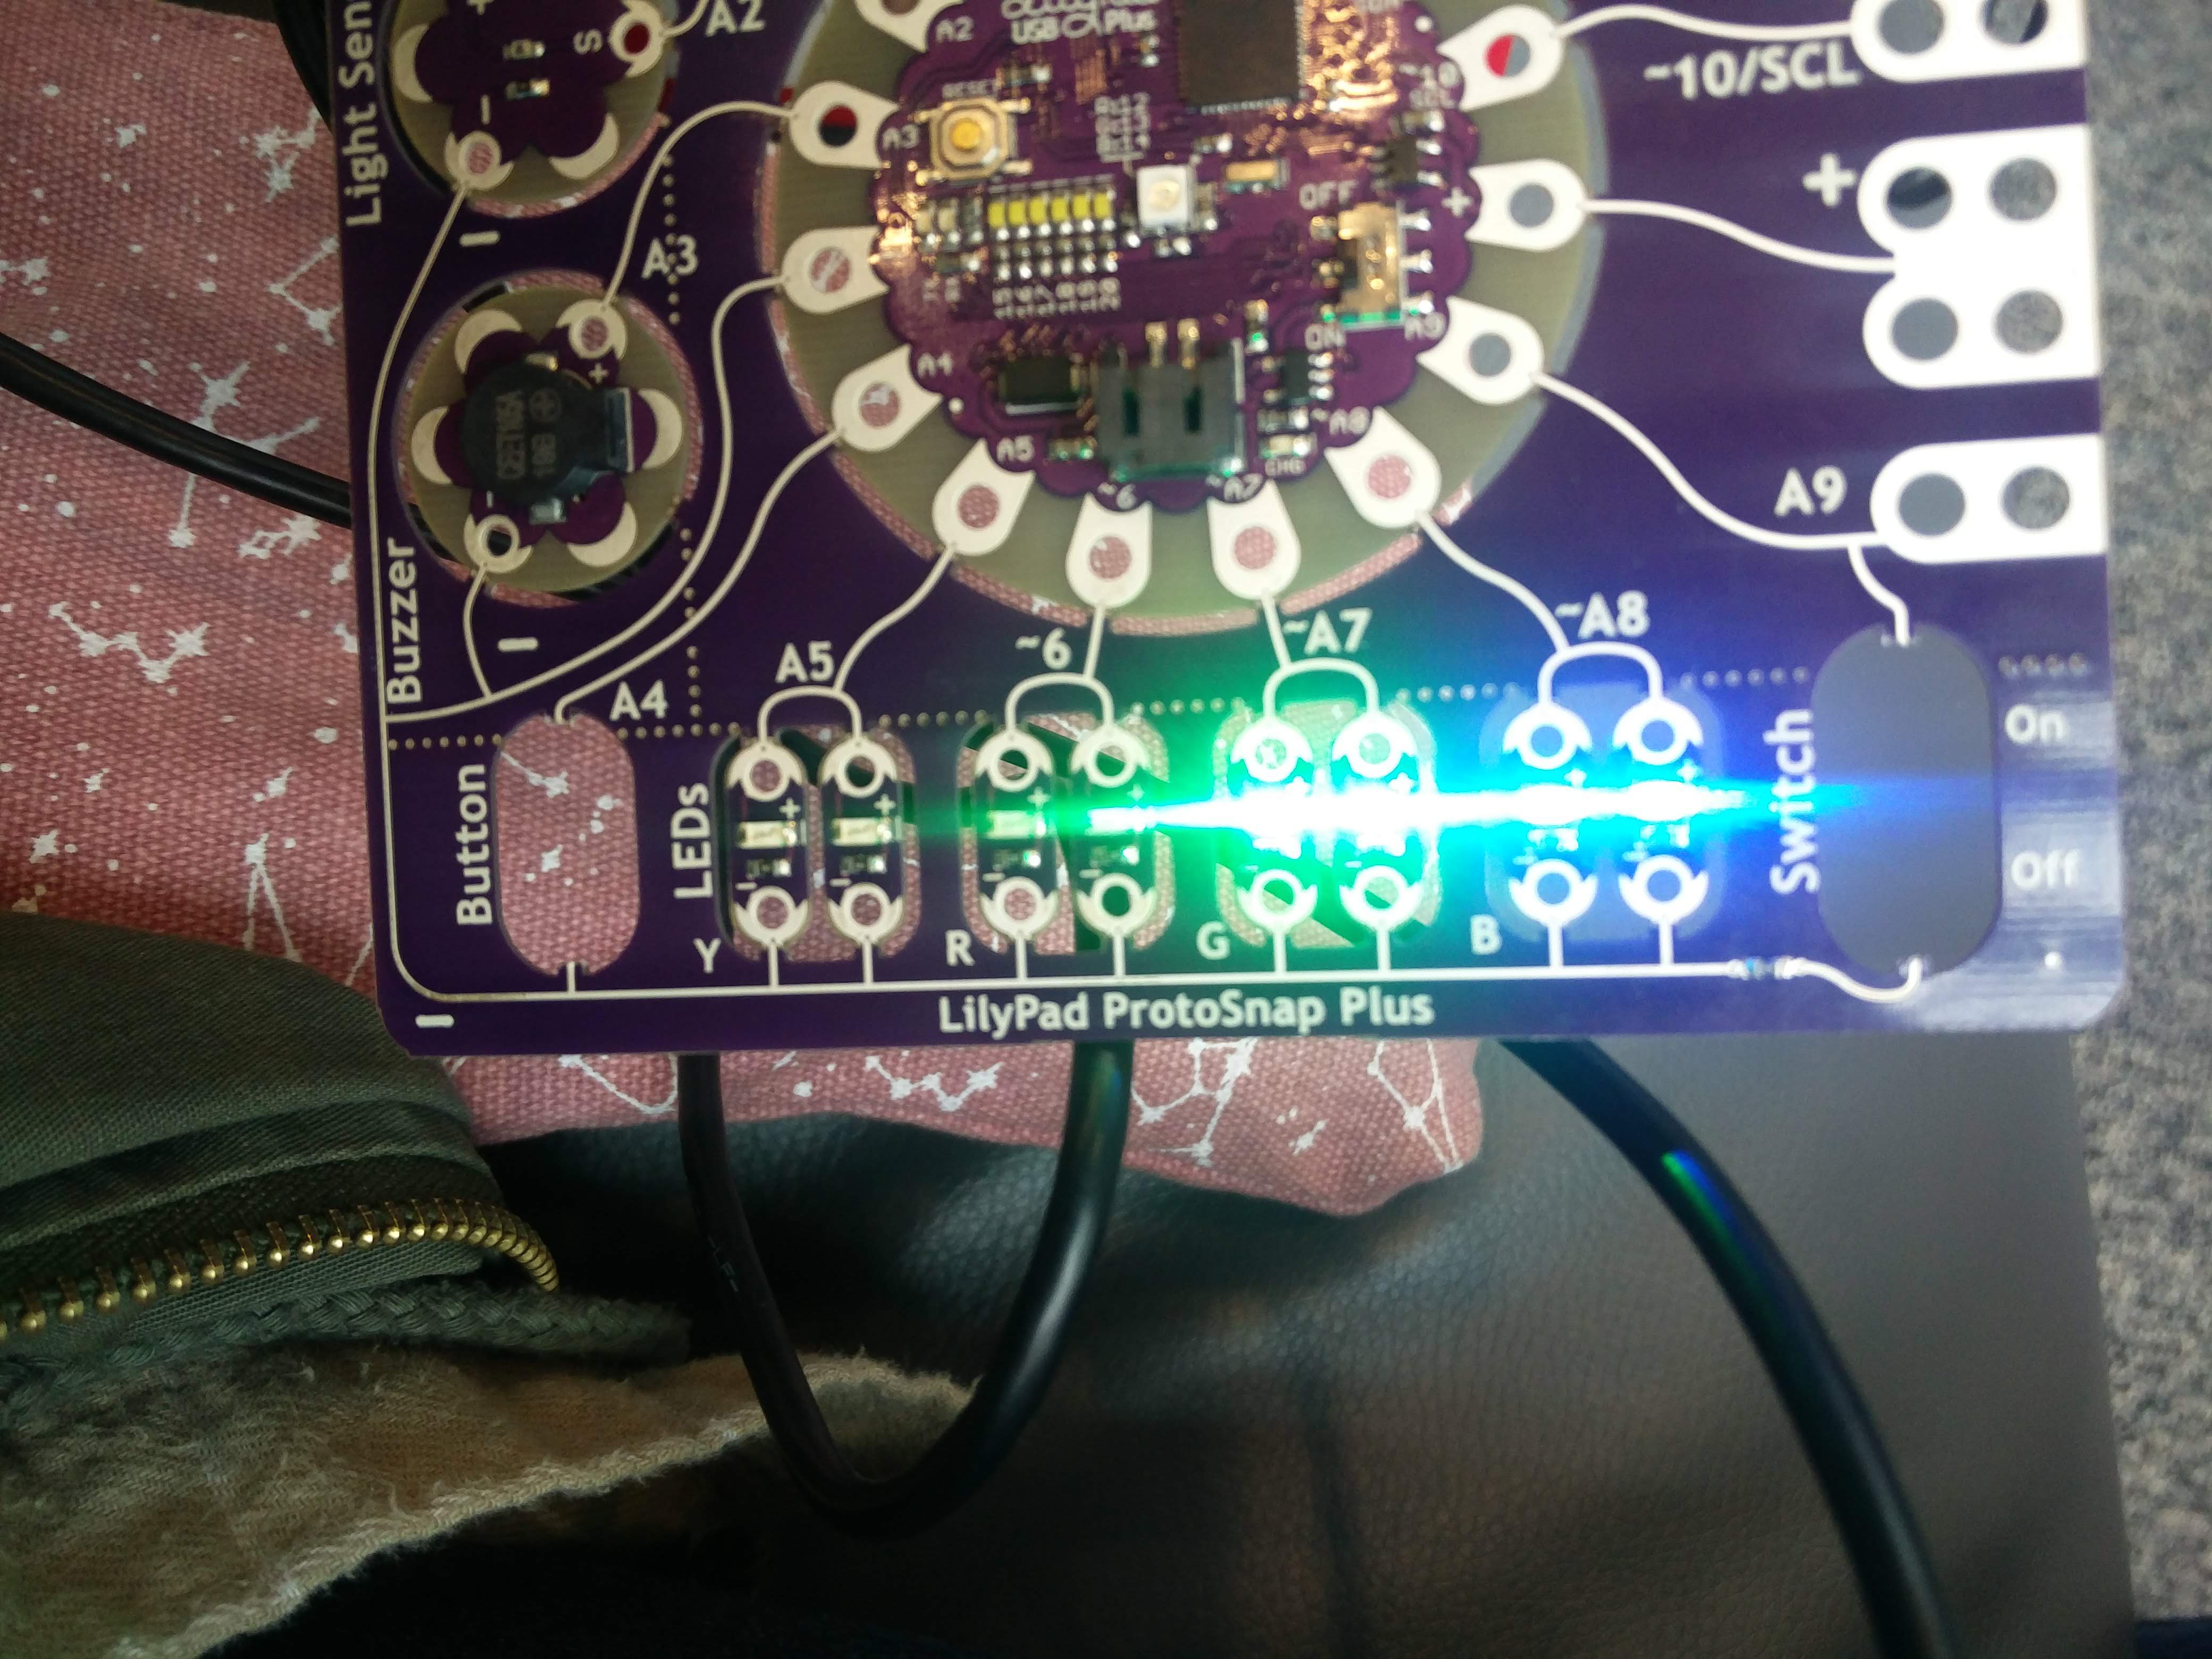 A2
S
Light Sen
A2
USB Plus
~10
SCL
~10/SCL
RESET
A3
+
+
OFF
A3
ON
A9
A4
~A8
A5
CHG
~6
~A7
A9
Buzzer
~A7
~A8
~6
A5
A4
On
Switch
Off
Button
LEDs
Y
R
G
B
LilyPad ProtoSnap Plus